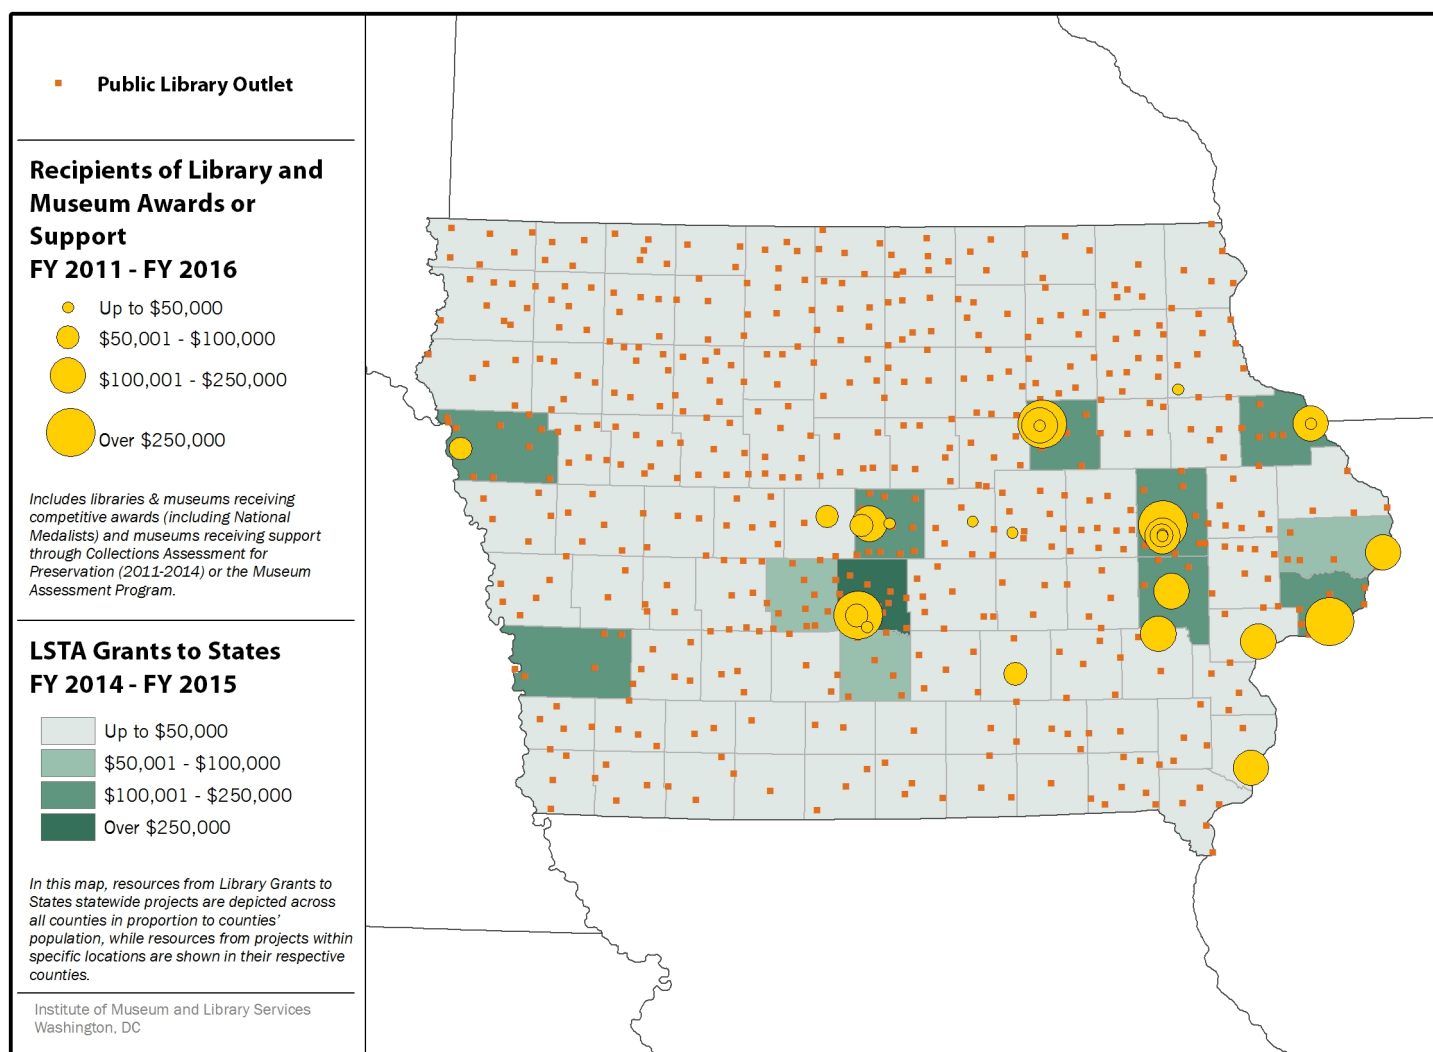 Public Library Outlet
Recipients of Library and
Museum Awards or
Support
FY 2011 - FY 2016
Up to $50,000
$50,001 - $100,000
$100,001 - $250,000
Over $250,000
Includes libraries & museums receiving
competitive awards (including National
Medalists) and museums receiving support
through Collections Assessment for
Preservation (2011-2014) or the Museum
Assessment Program.
LSTA Grants to States
FY 2014 - FY 2015
Up to $50,000
$50,001 - $100,000
$100,001 - $250,000
Over $250,000
In this map, resources from Library Grants to
States statewide projects are depicted across
all counties in proportion to counties'
population, while resources from projects within
specific locations are shown in their respective
counties.
Institute of Museum and Library Services
Washington, DC